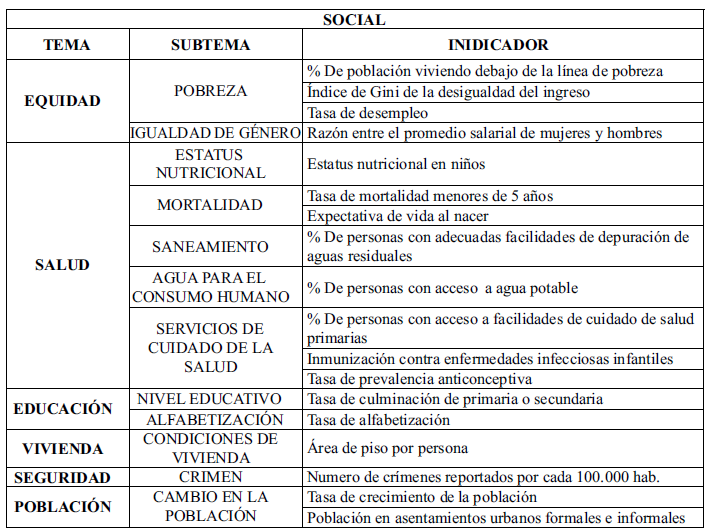 SOCIAL
TEMA SUBTEMA INIDICADOR
EQUIDAD
POBREZA
% De población viviendo debajo de la línea de pobreza
Índice de Gini de la desigualdad del ingreso
Tasa de desempleo
IGUALDAD DE GÉNERO Razón entre el promedio salarial de mujeres y hombres
SALUD
ESTATUS
NUTRICIONAL
Estatus nutricional en niños
MORTALIDAD
Tasa de mortalidad menores de 5 años
Expectativa de vida al nacer
SANEAMIENTO
% De personas con adecuadas facilidades de depuración de
aguas residuales
AGUA PARA EL
CONSUMO HUMANO
% De personas con acceso a agua potable
SERVICIOS DE
CUIDADO DE LA
SALUD
% De personas con acceso a facilidades de cuidado de salud
primarias
Inmunización contra enfermedades infecciosas infantiles
Tasa de prevalencia anticonceptiva
EDUCACIÓN
NIVEL EDUCATIVO Tasa de culminación de primaria o secundaria
ALFABETIZACIÓN Tasa de alfabetización
VIVIENDA
CONDICIONES DE
VIVIENDA
Área de piso por persona
SEGURIDAD CRIMEN Numero de crímenes reportados por cada 100.000 hab.
POBLACIÓN
CAMBIO EN LA
POBLACIÓN
Tasa de crecimiento de la población
Población en asentamientos urbanos formales e informales